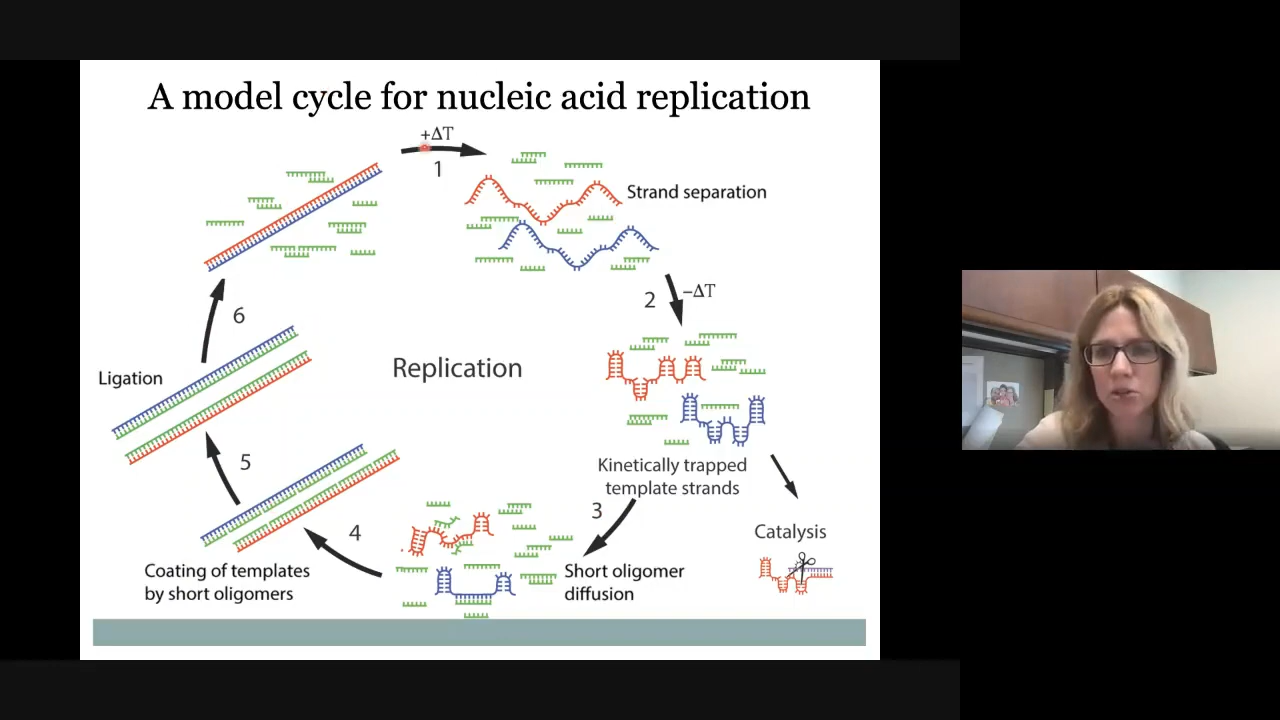 A model cycle for nucleic acid replication
+ΔT
1
Strand separation
2
−ΔT
6
Replication
Ligation
5
Kinetically trapped
template strands
3
4
Catalysis
Coating of templates
by short oligomers
Short oligomer
diffusion